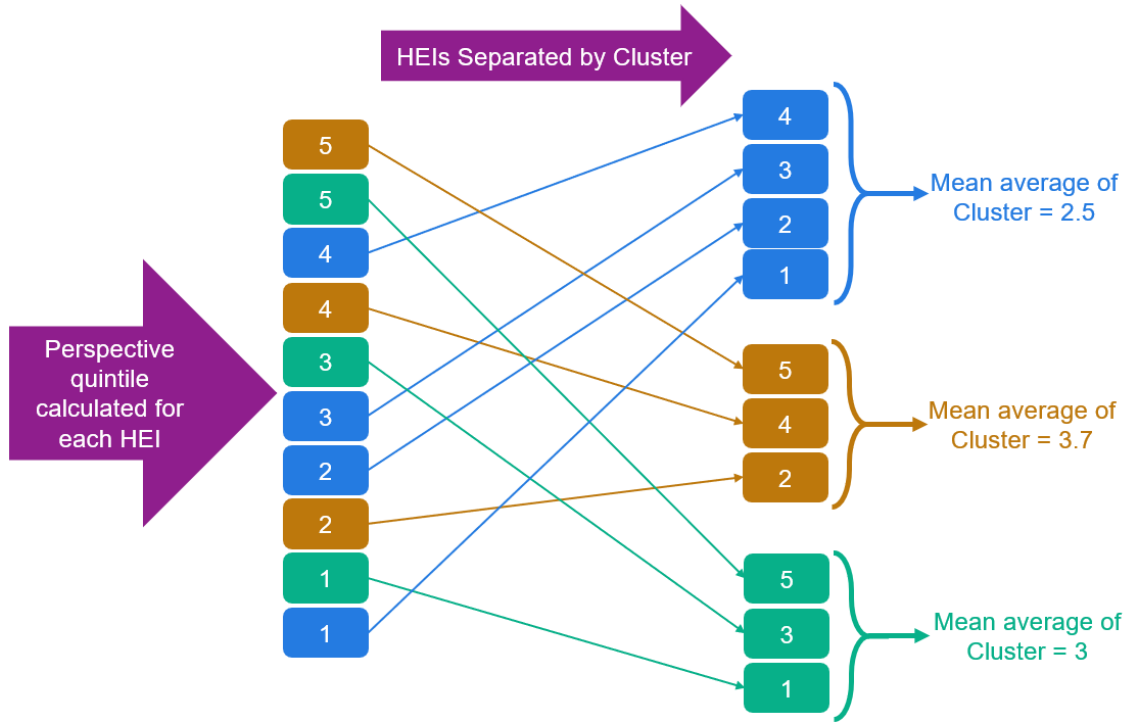 HEIs Separated by Cluster
Perspective
quintile
calculated for
each HEI
5
5
4
4
3
3
2
2
1
1
4
3
2
1
Mean average of
Cluster = 2.5
5
4
2
Mean average of
Cluster = 3.7
5
3
1
Mean average of
Cluster = 3